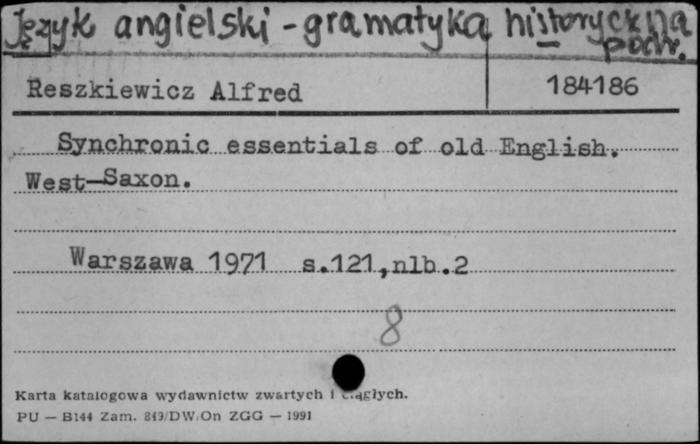 Język angielski - gramatyka historyczna
podr.
Reszkiewicz Alfred 184186
Synchronic essentials of old English.
West-Saxon.
Warszawa 1971 s.121,nlb.2
8
Karta katalogowa wydawnictw zwartych i ciągłych.
PU — B144 Zam. 849/DW/On ZGG — 1991